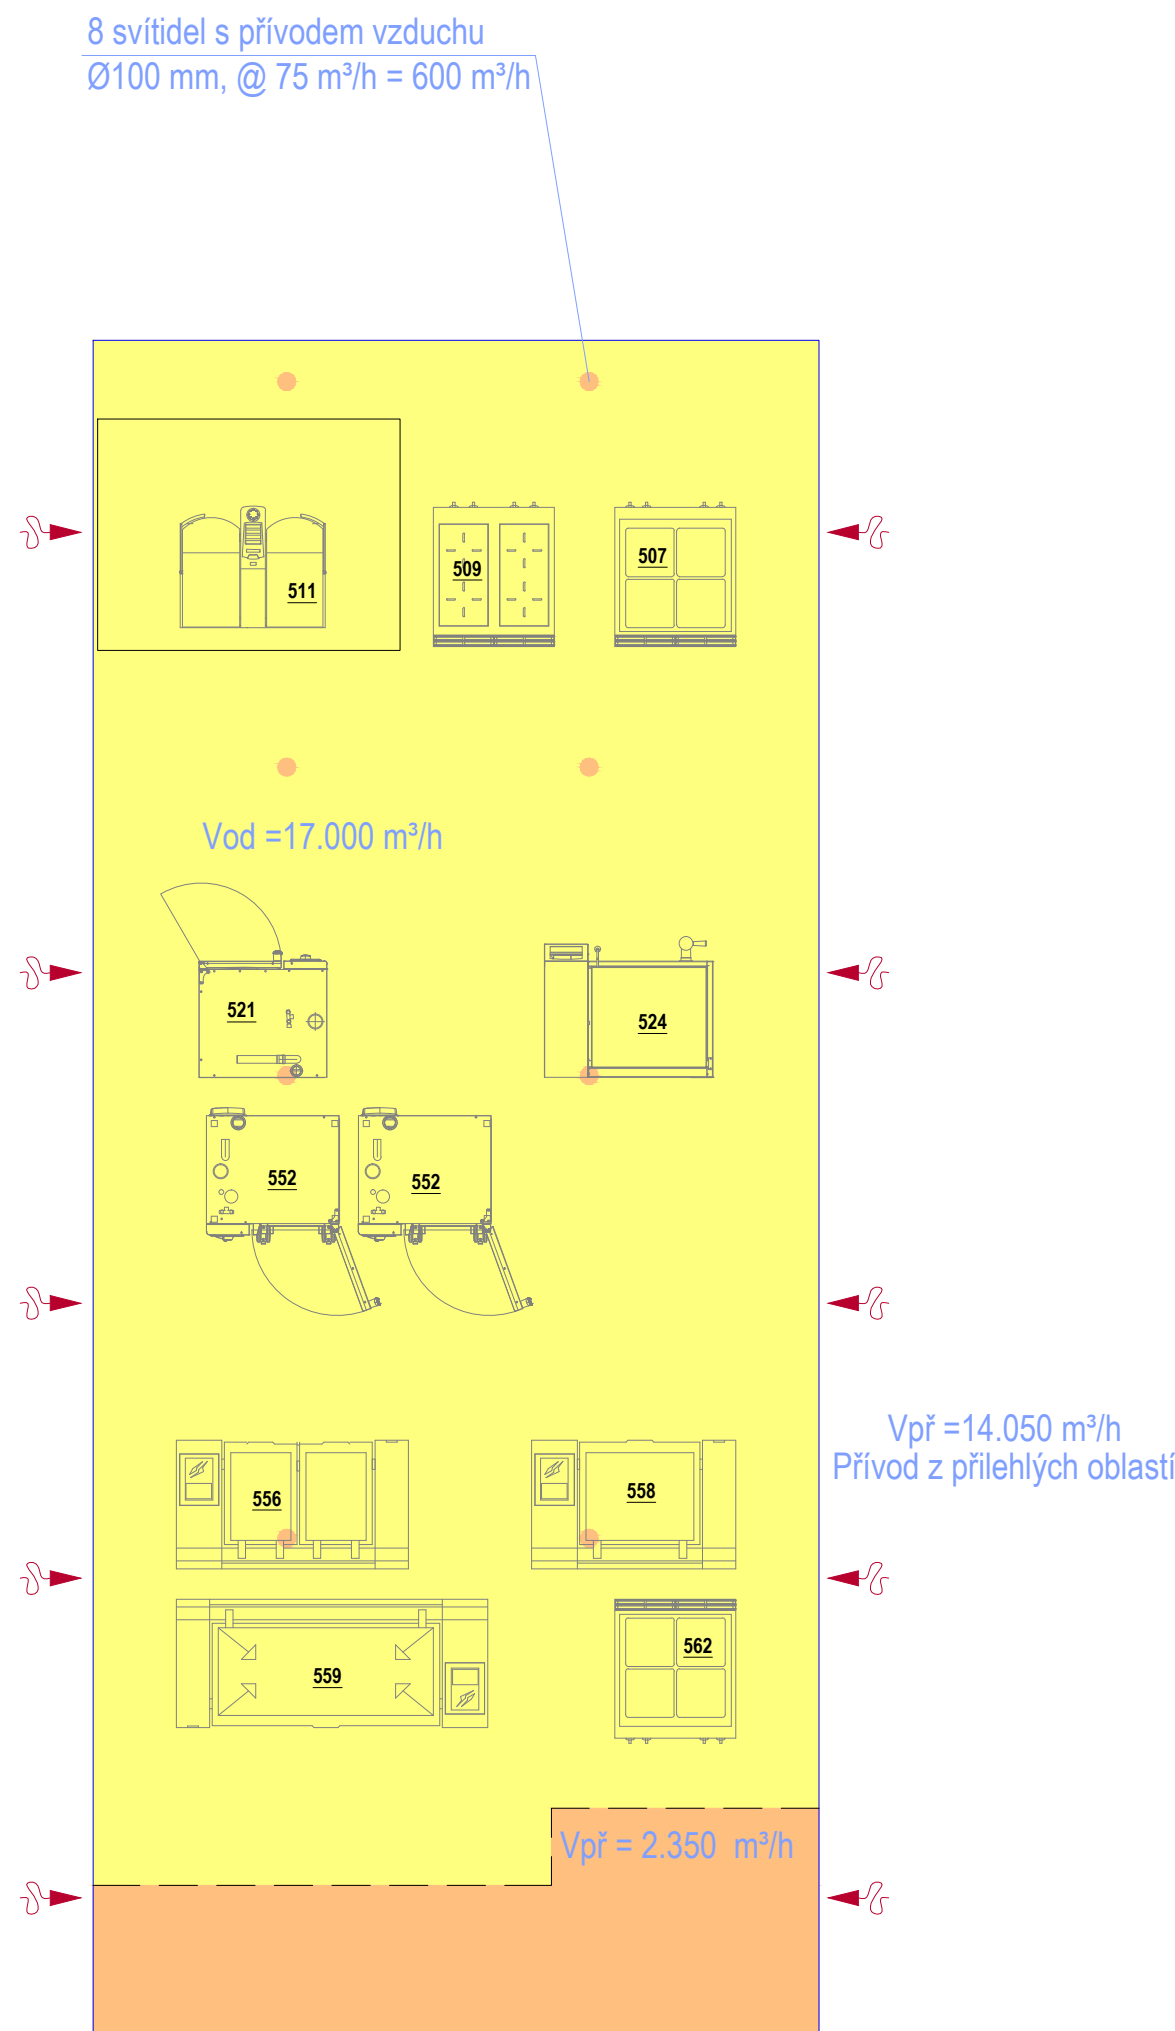 8 svítidel s přívodem vzduchu
Ø100 mm, @ 75 m³/h = 600 m³/h
511
509
507
Vod =17.000 m³/h
521
524
552
552
Vpř =14.050 m³/h
Přívod z přilehlých oblastí
556
558
559
562
Vpř = 2.350 m³/h